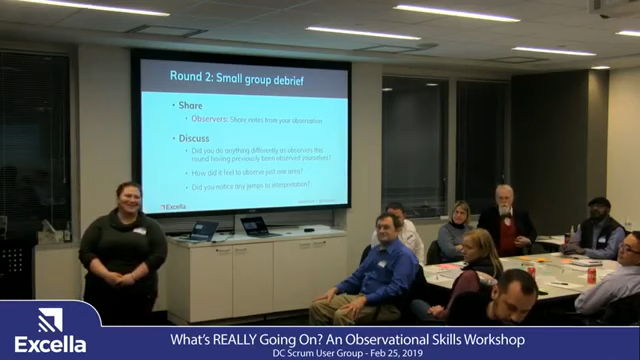 Round 2: Small group debrief
• Share
• Observers: Share notes from your observation
• Discuss
• Did you do anything differently as observers this
round having previously been observed yourselves?
• How did it feel to observe just one area?
• Did you notice any jumps to interpretation?
Excella
Excella
What's REALLY Going On? An Observational Skills Workshop
DC Scrum User Group - Feb 25, 2019